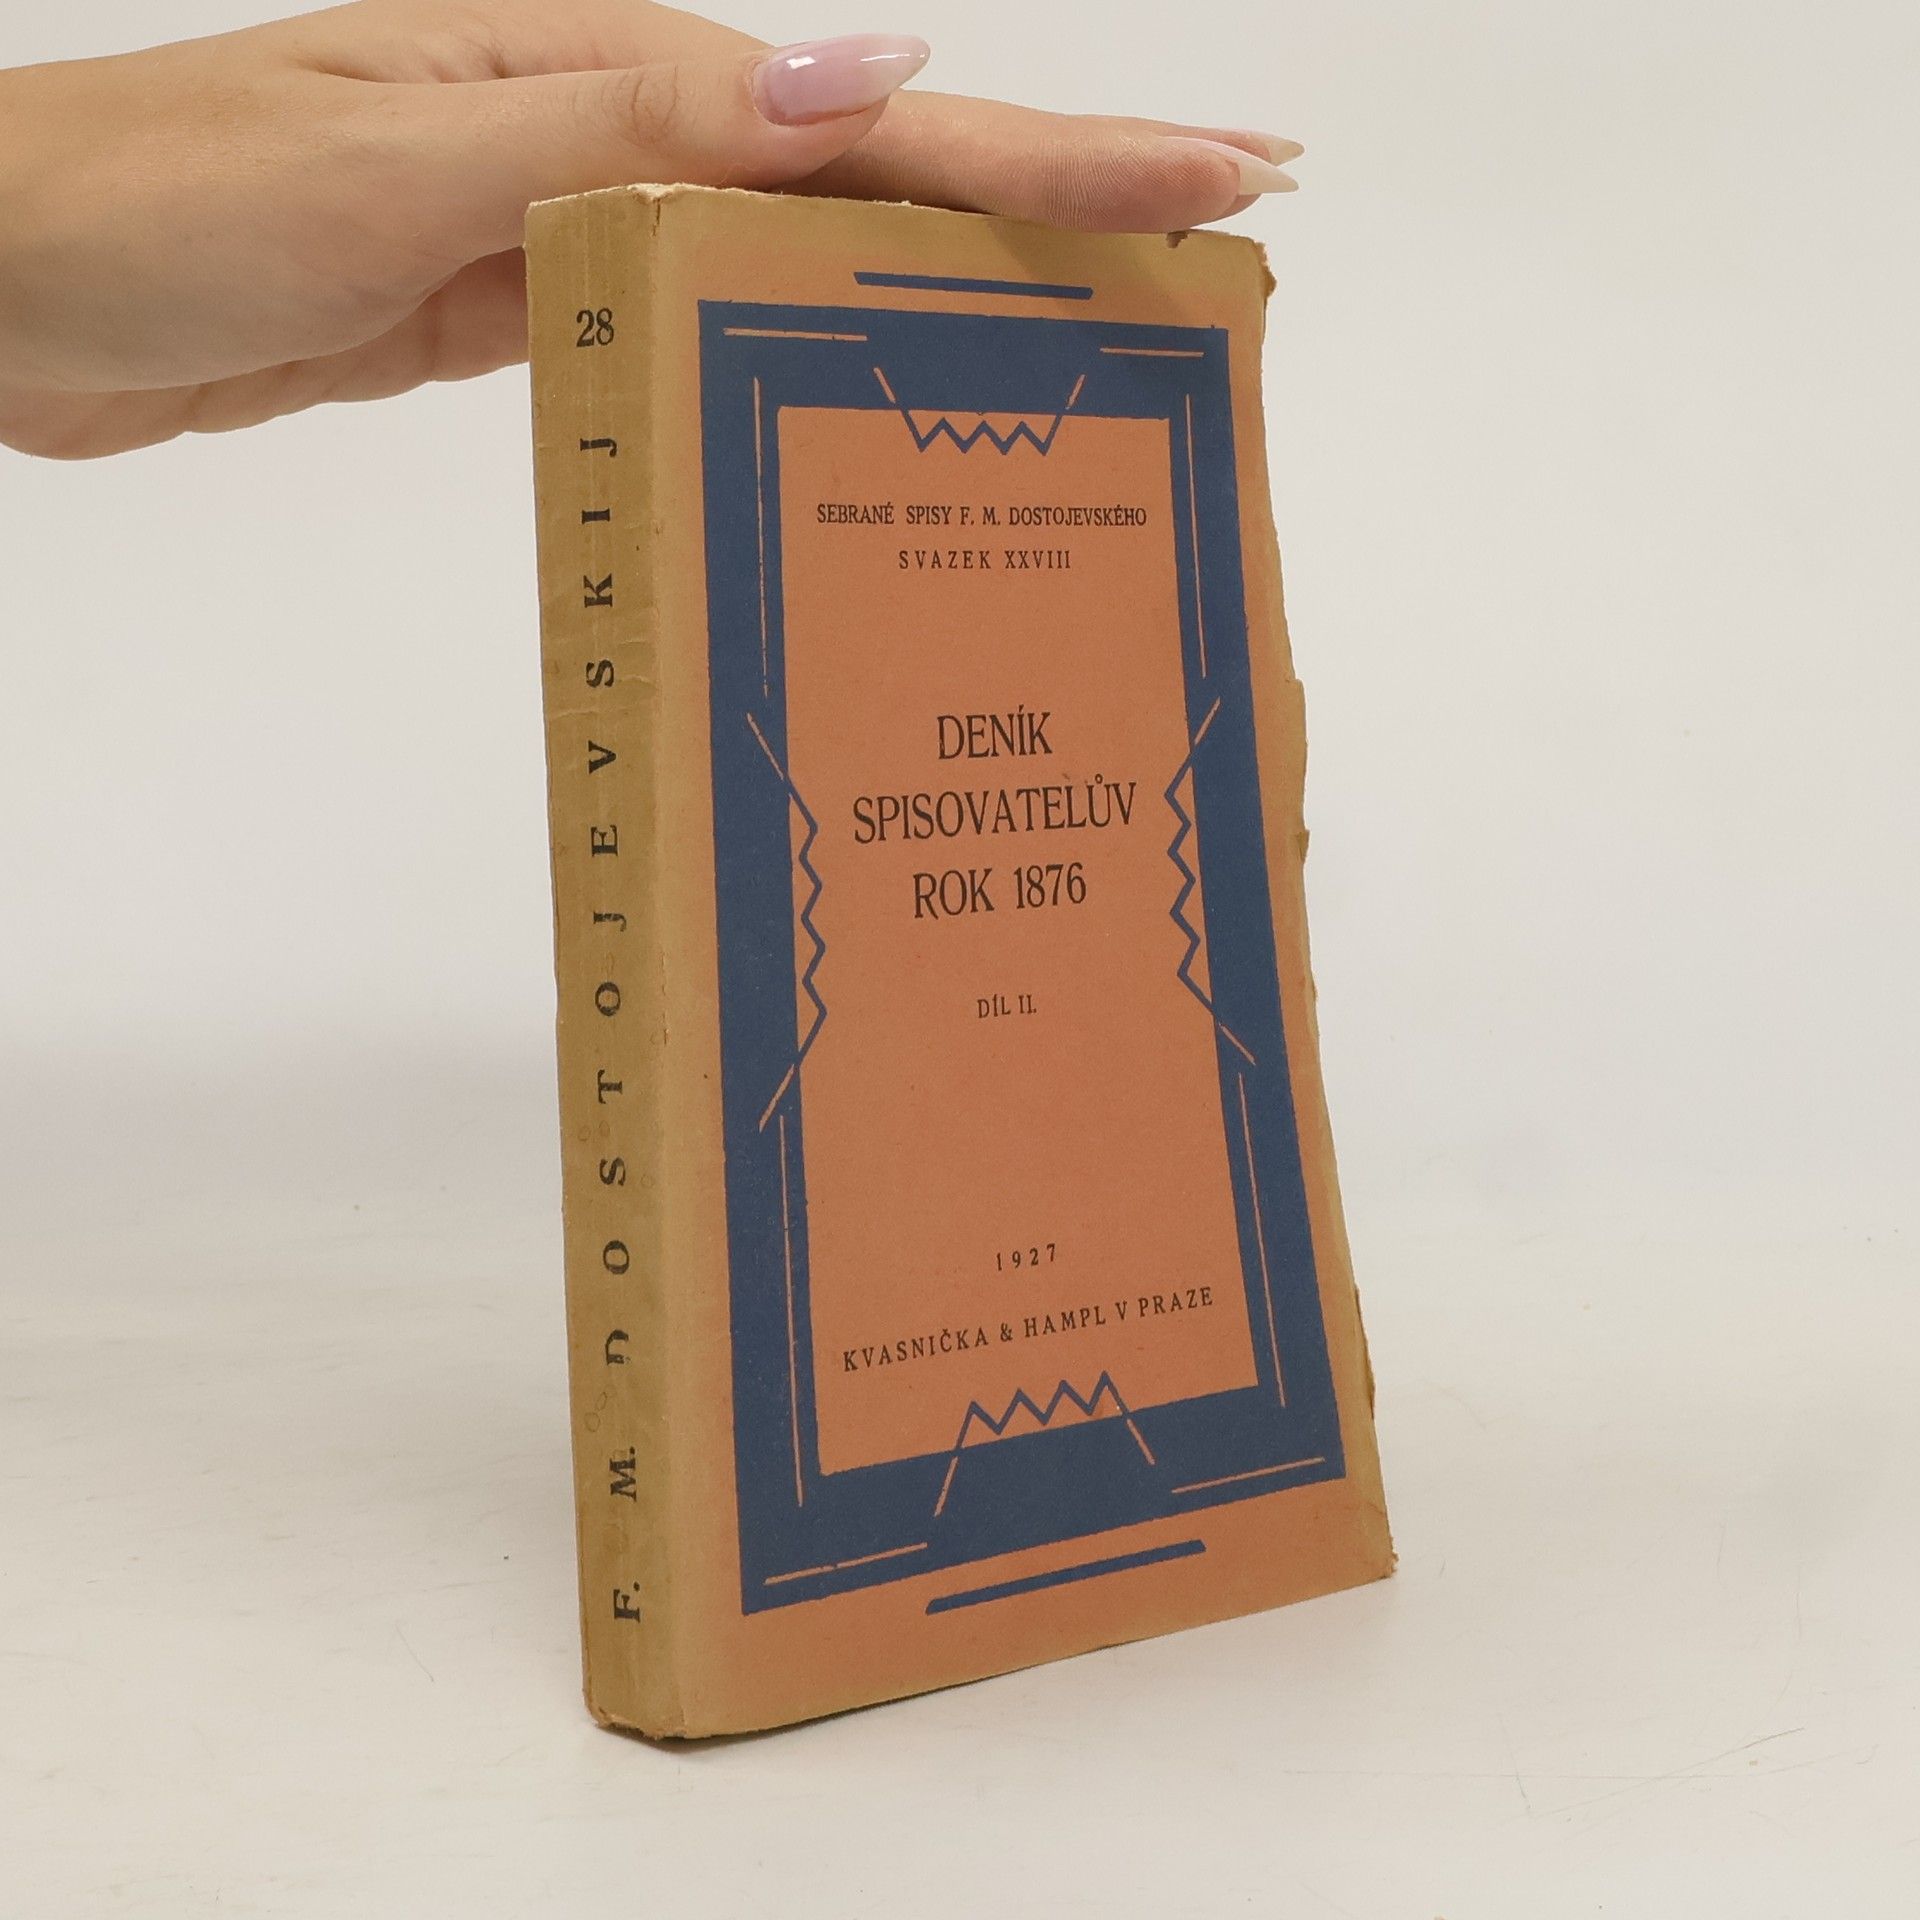 28
F. M. DOSTOJEVSKIJ
SEBRANÉ SPISY F. M. DOSTOJEVSKÉHO
SVAZEK XXVIII
DENÍK
SPISOVATELŮV
ROK 1876
DÍL II.
1927
KVASNIČKA & HAMPL V PRAZE